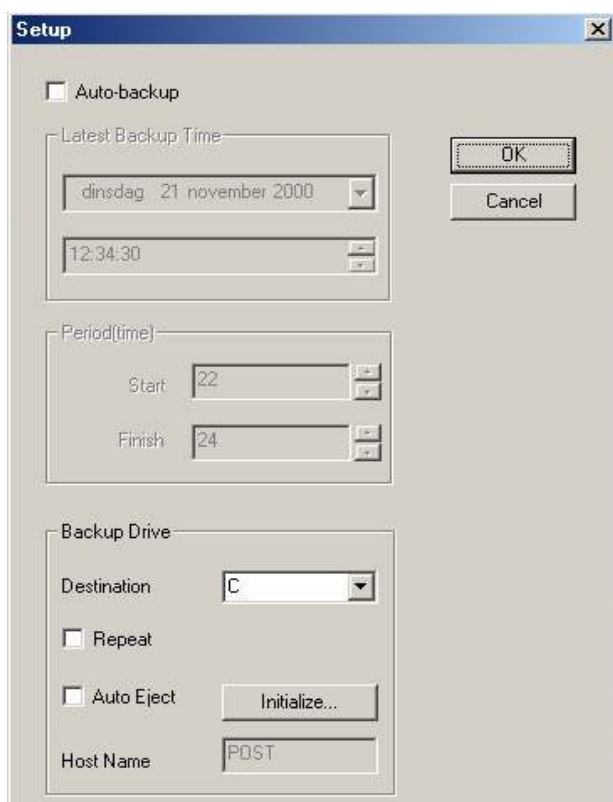 Setup
Auto-backup
Latest Backup Time
OK
dinsdag 21 november 2000
Cancel
12:34:30
Period(time)
Start 22
Finish 24
Backup Drive
Destination C
Repeat
Auto Eject Initialize...
Host Name POST